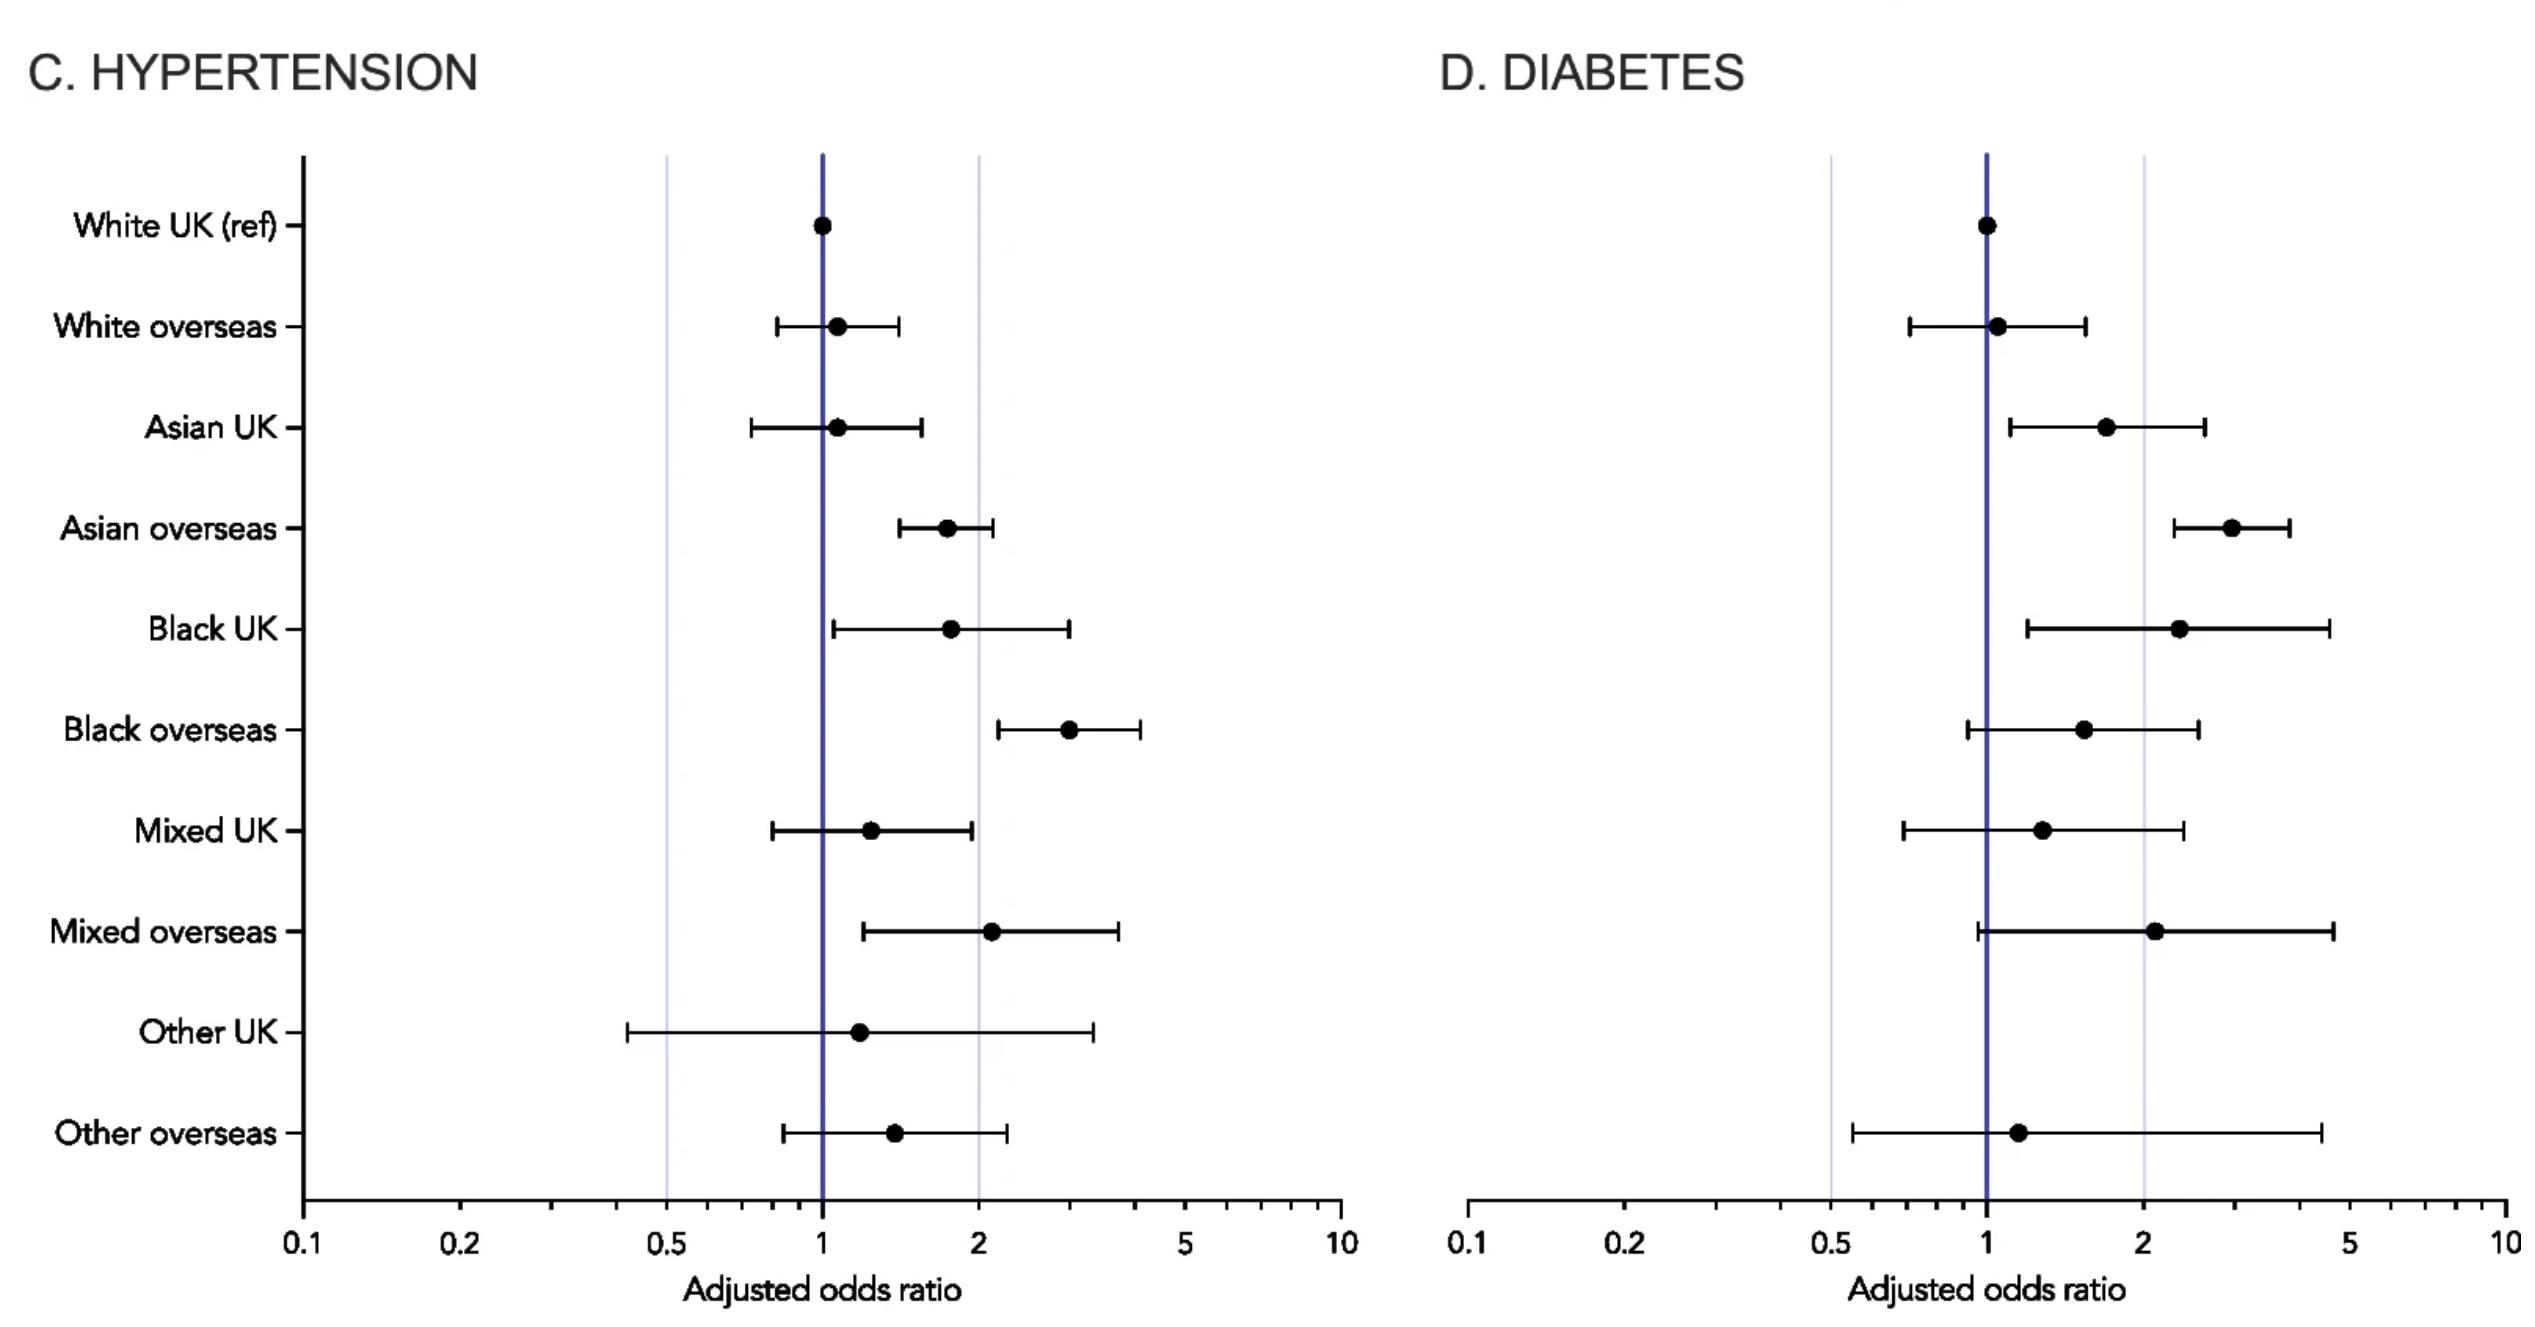 C. HYPERTENSION
White UK (ref)
White overseas
Asian UK
Asian overseas
Black UK
Black overseas
Mixed UK
Mixed overseas
Other UK
Other overseas
0.1 0.2 0.5 1 2 5 10
Adjusted odds ratio
D. DIABETES
0.1 0.2 0.5 1 2 5 10
Adjusted odds ratio